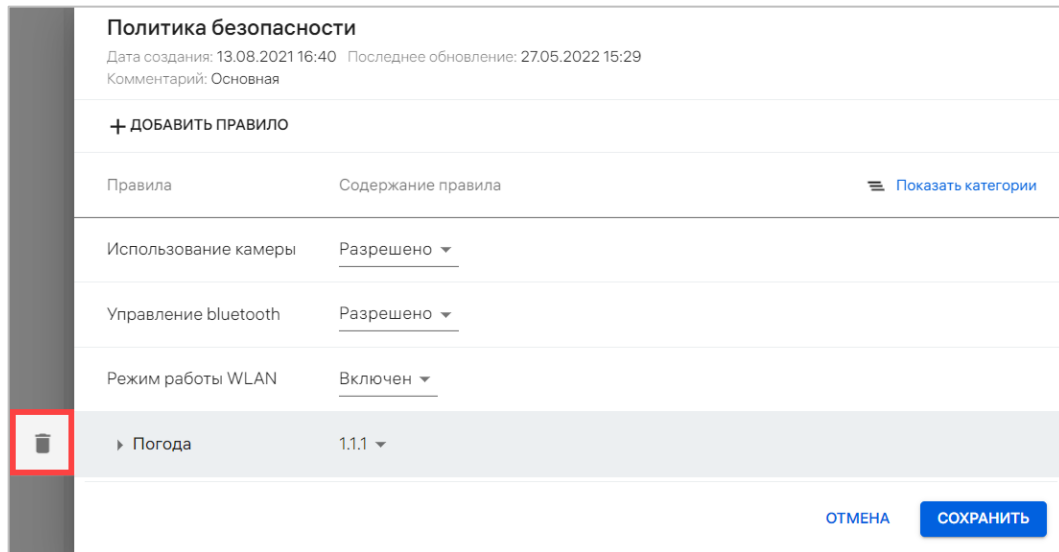 Политика безопасности
Дата создания: 13.08.2021 16:40 Последнее обновление: 27.05.2022 15:29
Комментарий: Основная
+ ДОБАВИТЬ ПРАВИЛО
Правила Содержание правила Показать категории
Использование камеры Разрешено
Управление bluetooth Разрешено
Режим работы WLAN Включен
Погода 1.1.1
ОТМЕНА СОХРАНИТЬ